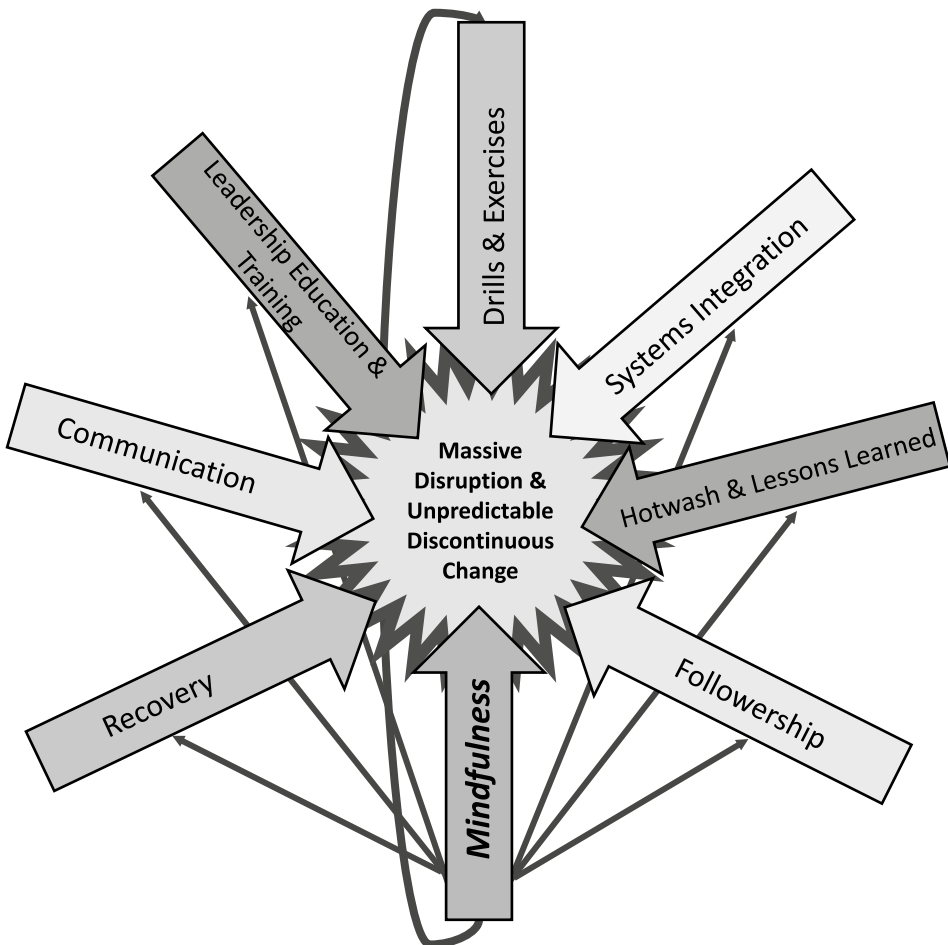 Drills & Exercises
Leadership Education &
Training
Systems Integration
Communication
Hotwash & Lessons Learned
Massive
Disruption &
Unpredictable
Discontinuous
Change
Recovery
Followership
Mindfulness